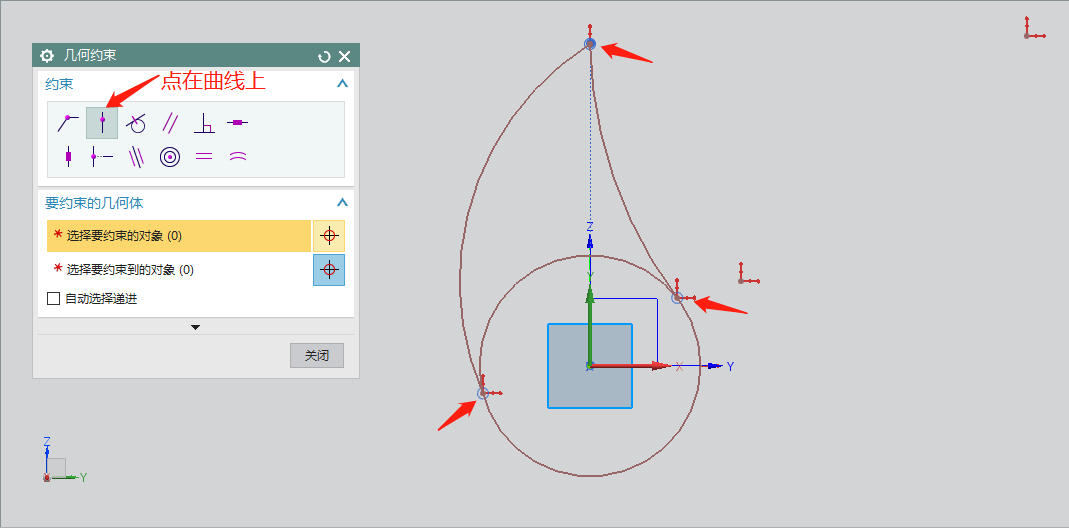 几何约束
约束
点在曲线上
要约束的几何体
* 选择要约束的对象 (0)
* 选择要约束到的对象 (0)
自动选择递进
关闭
Z
Y
X
Y
Z
Y